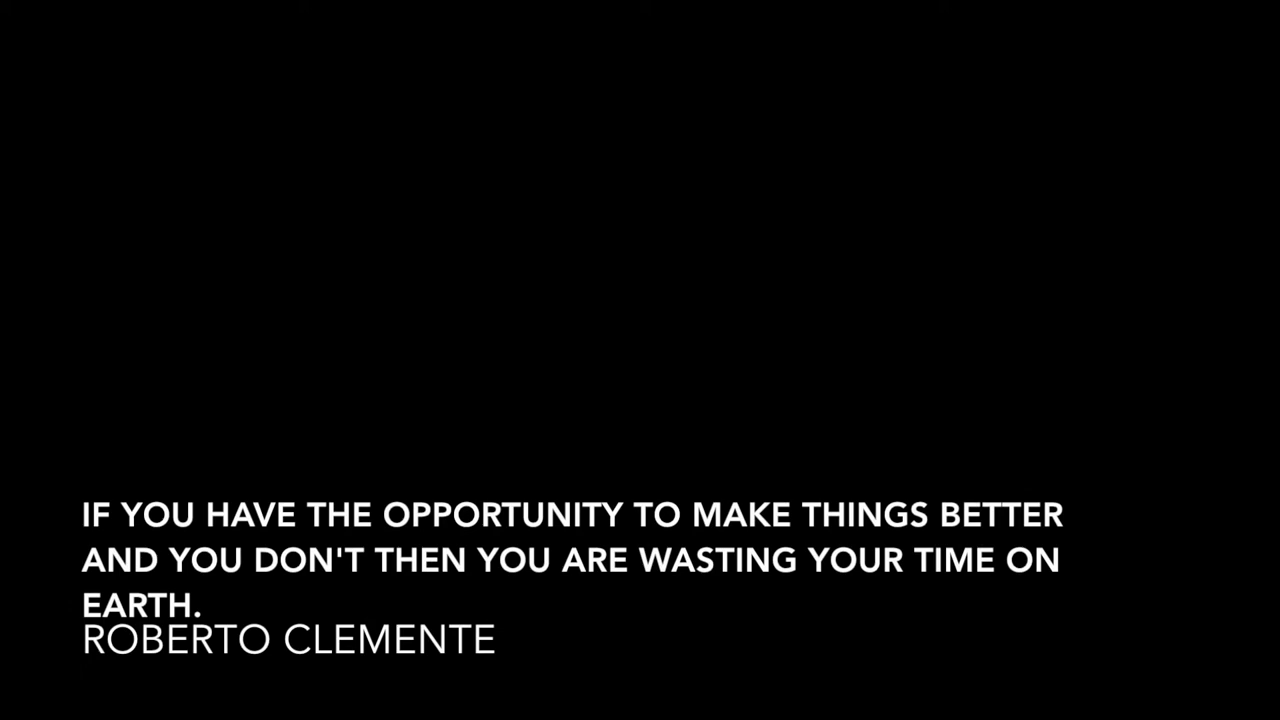 IF YOU HAVE THE OPPORTUNITY TO MAKE THINGS BETTER
AND YOU DON'T THEN YOU ARE WASTING YOUR TIME ON
EARTH.
ROBERTO CLEMENTE